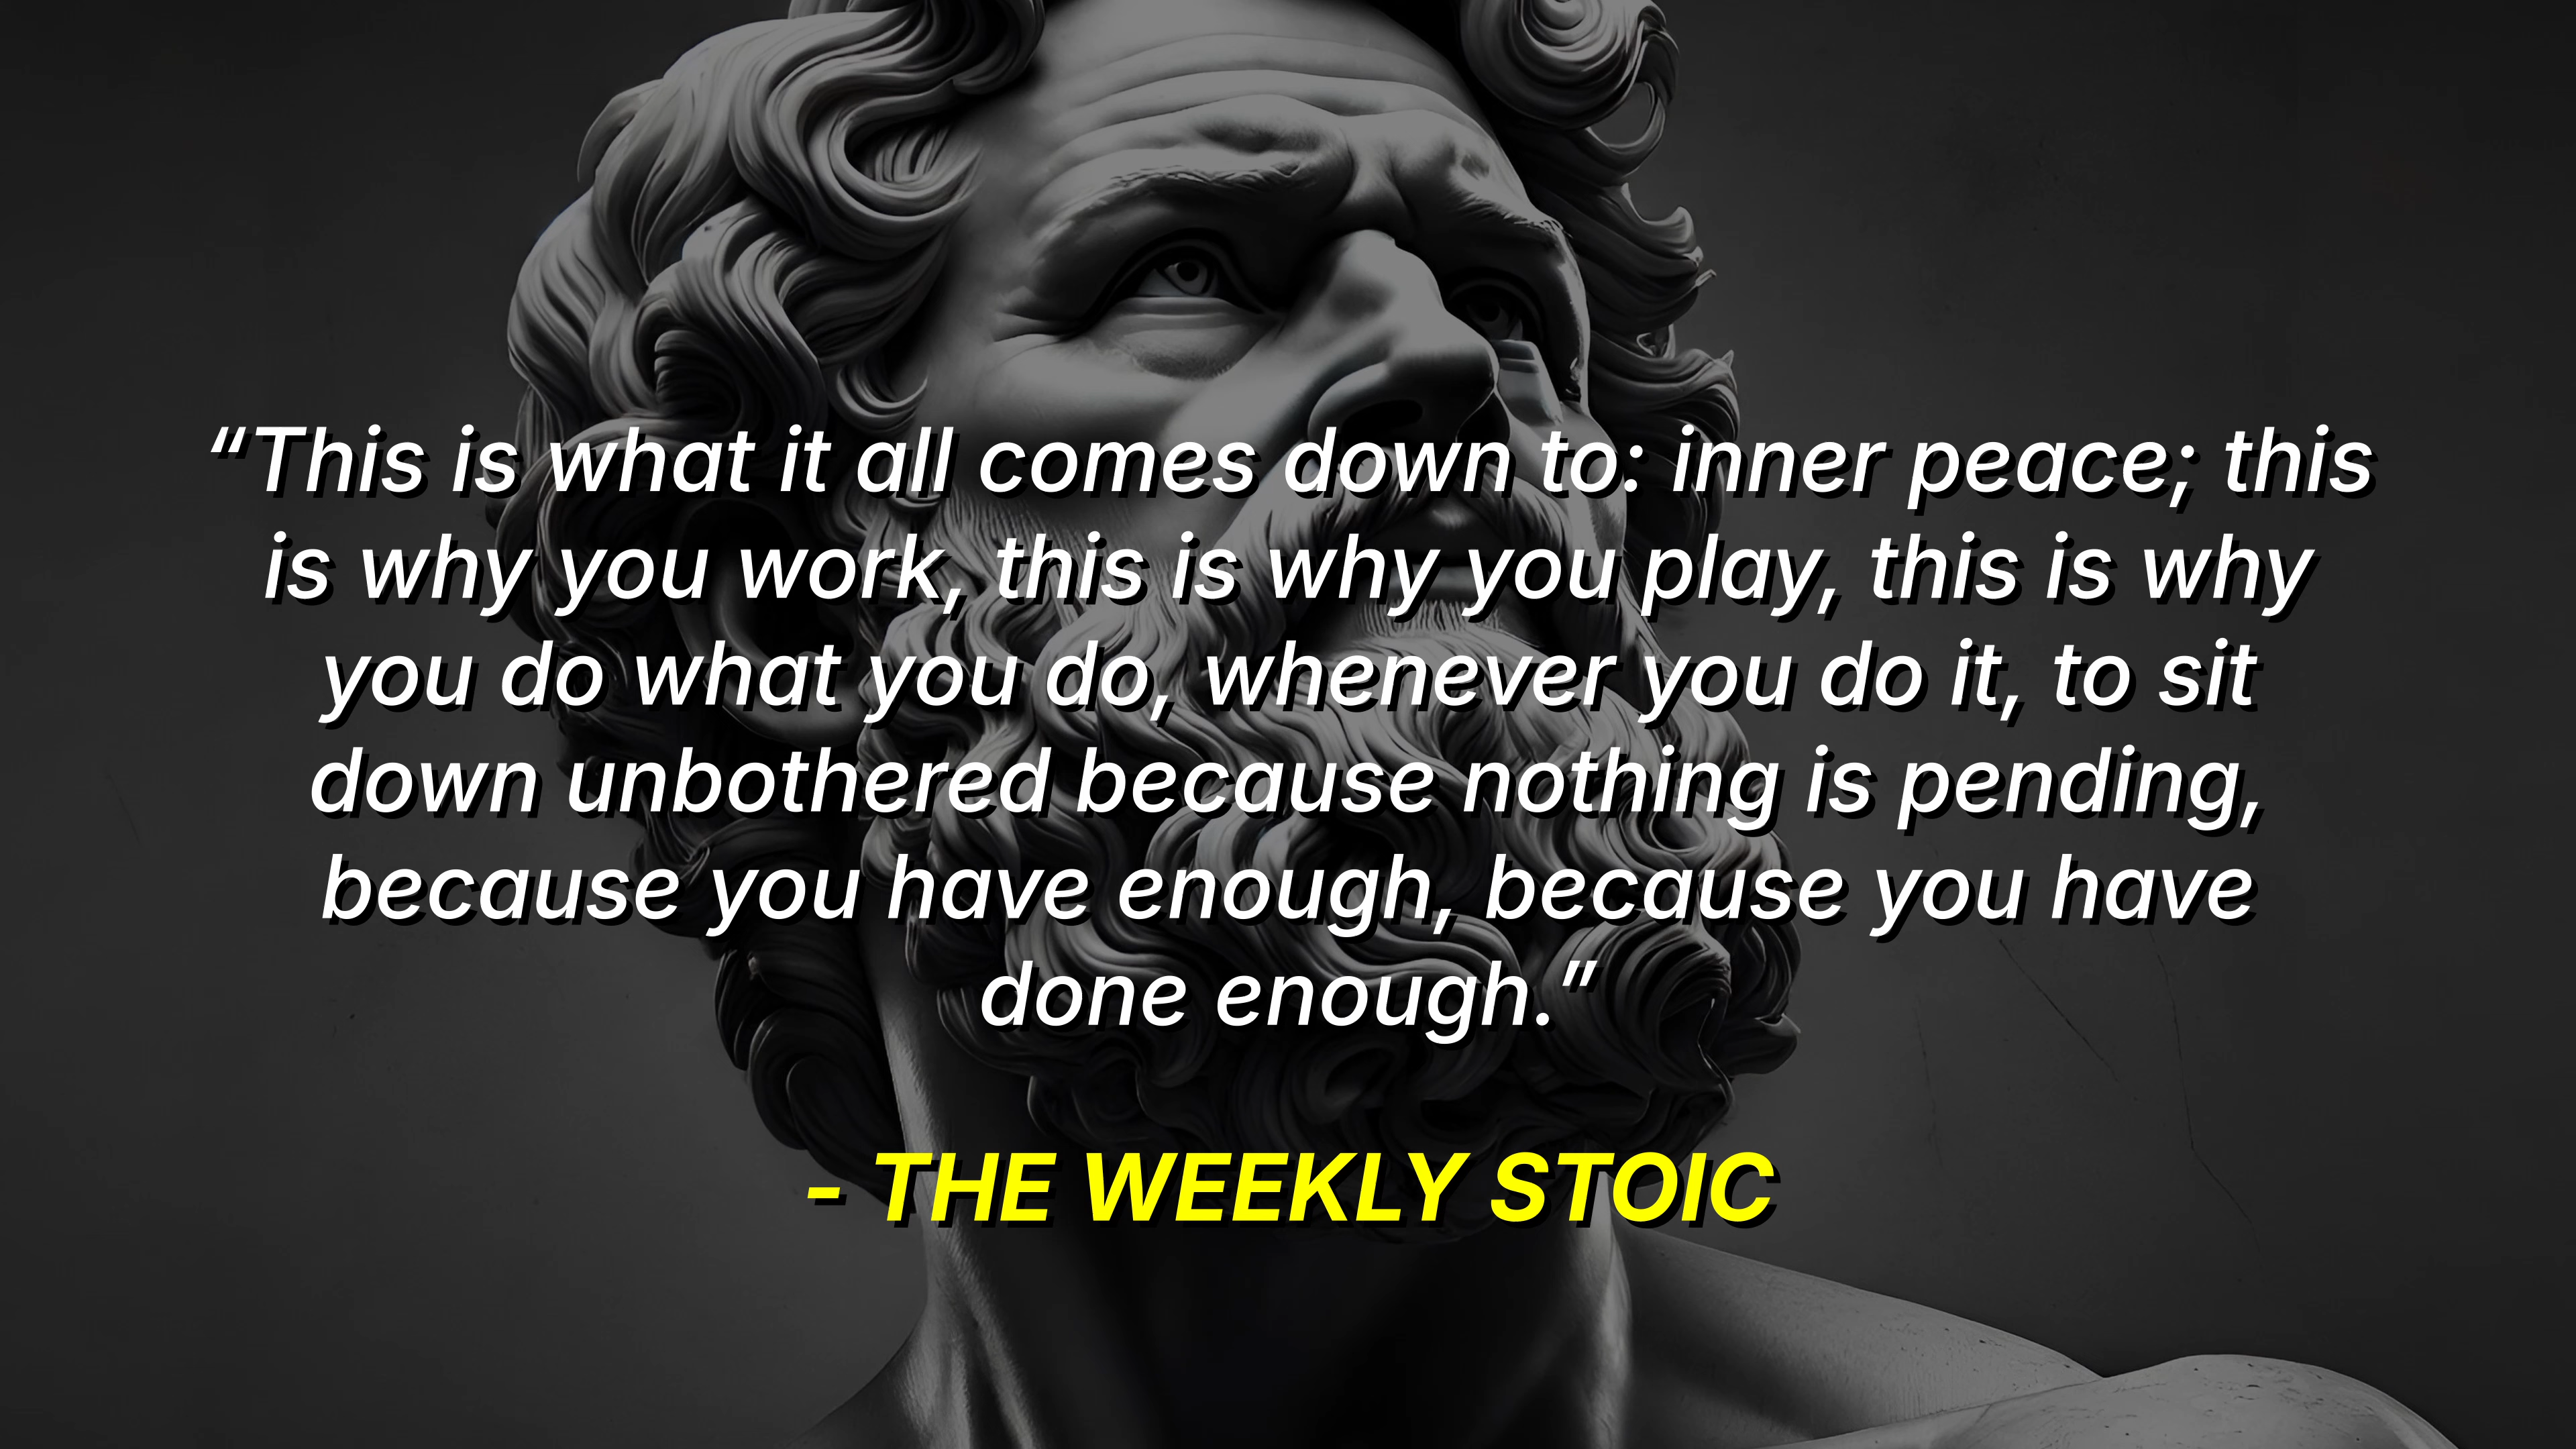 “This is what it all comes down to: inner peace; this
is why you work, this is why you play, this is why
you do what you do, whenever you do it, to sit
down unbothered because nothing is pending,
because you have enough, because you have
done enough.”
- THE WEEKLY STOIC